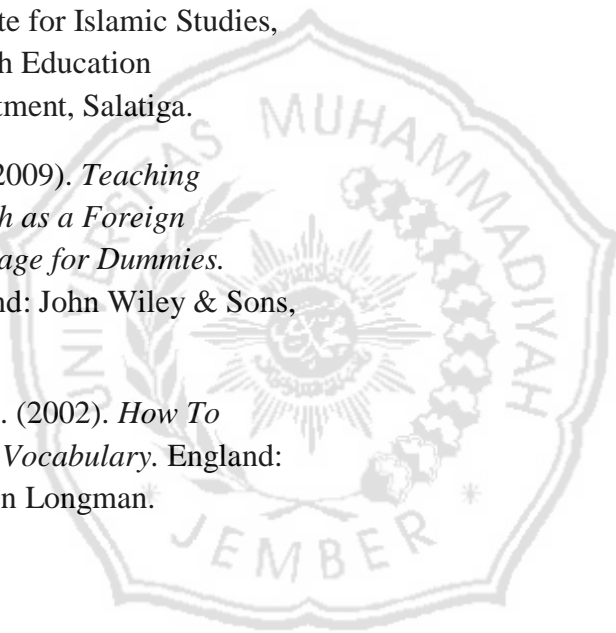 te for Islamic Studies,
h Education
tment, Salatiga.
2009). Teaching
h as a Foreign
age for Dummies.
nd: John Wiley & Sons,
. (2002). How To
Vocabulary. England:
n Longman.
UNIVERSITAS MUHAMMADIYAH
JEMBER